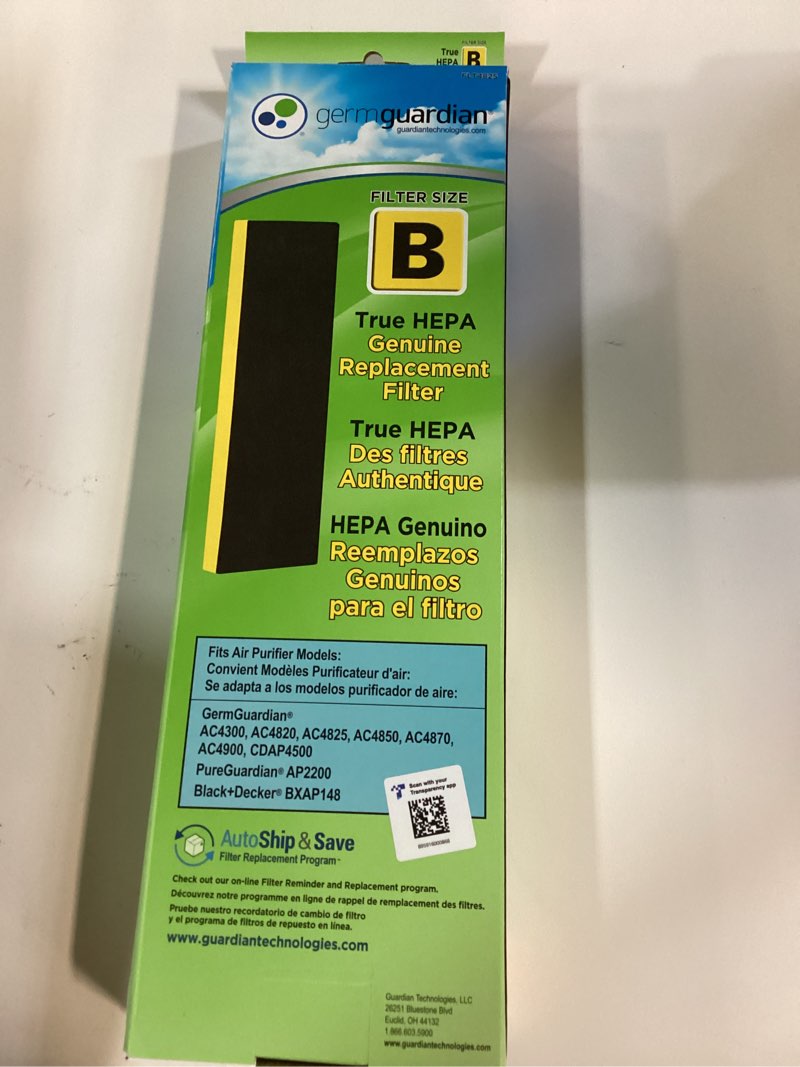 FILTER SIZE
True
HEPA
B
FLT4825
germguardian
guardiantechnologies.com
FILTER SIZE
B
True HEPA
Genuine
Replacement
Filter
True HEPA
Des filtres
Authentique
HEPA Genuino
Reemplazos
Genuinos
para el filtro
Fits Air Purifier Models:
Convient Modèles Purificateur d'air:
Se adapta a los modelos purificador de aire:
GermGuardian®
AC4300, AC4820, AC4825, AC4850, AC4870,
AC4900, CDAP4500
PureGuardian® AP2200
Black+Decker® BXAP148
Scan with your
Transparency app
AutoShip & Save
Filter Replacement Program™
Check out our on-line Filter Reminder and Replacement program.
Découvrez notre programme en ligne de rappel de remplacement des filtres.
Pruebe nuestro recordatorio de cambio de filtro
y el programa de filtros de repuesto en línea.
www.guardiantechnologies.com
Guardian Technologies, LLC
26251 Bluestone Blvd
Euclid, OH 44132
1.866.603.5900
www.guardiantechnologies.com